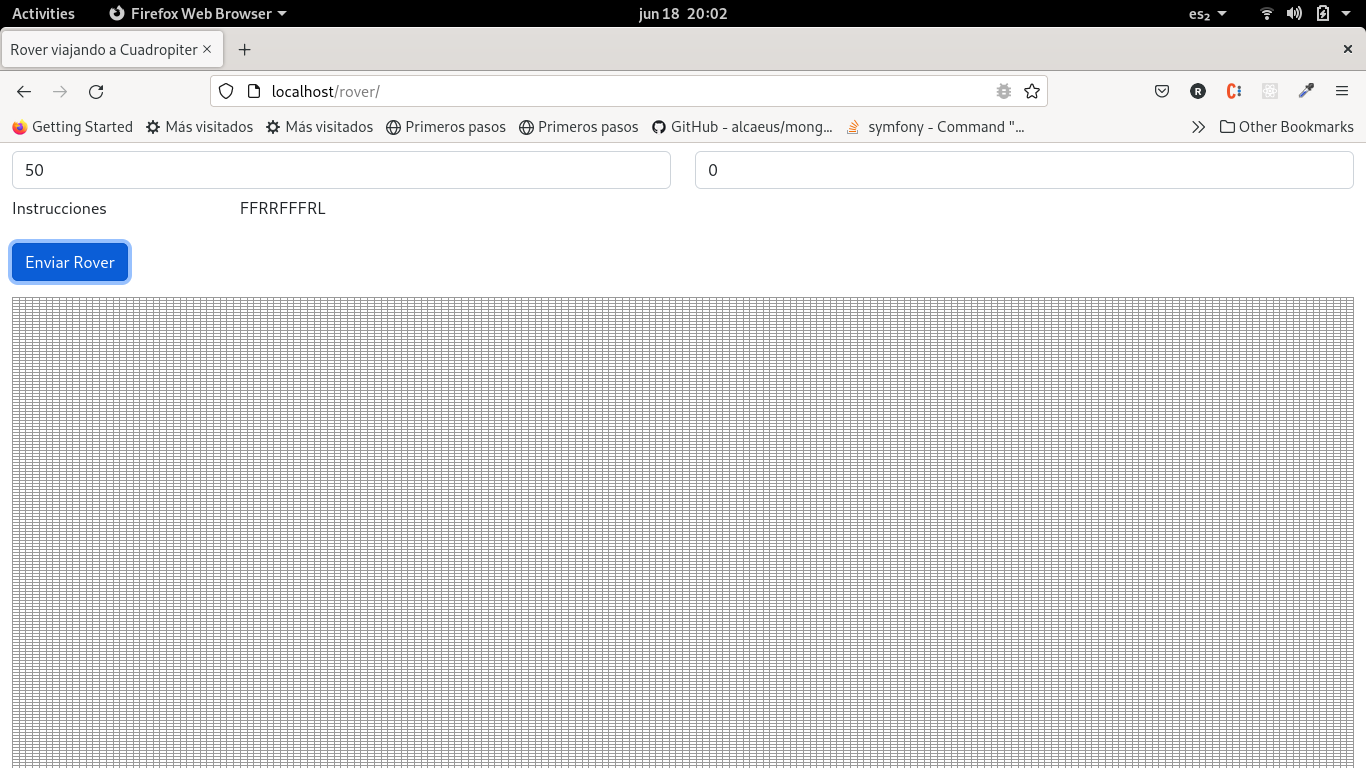 Activities Firefox Web Browser jun 18 20:02 es₂
Rover viajando a Cuadropiter
localhost/rover/
Getting Started Más visitados Más visitados Primeros pasos Primeros pasos GitHub - alcaeus/mong... symfony - Command "... Other Bookmarks
50 0
Instrucciones FFRRFFFRL
Enviar Rover